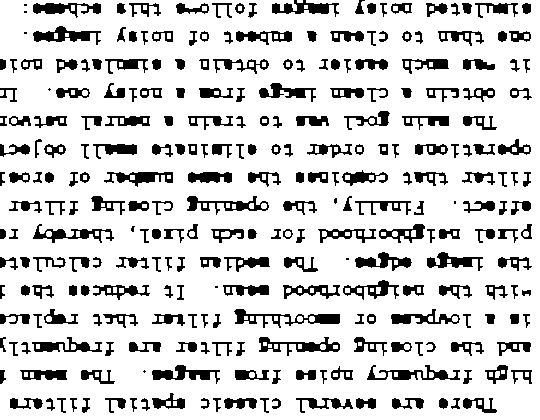 There are several classic spatial filters
high frequency noise from images. The mean
and the closing opening filter are frequently
is a lowpass or smoothing filter that replace
with the neighborhood mean. It reduces the
the image edges. The median filter calculate
pixel neighborhood for each pixel, thereby re
effect. Finally, the opening closing filter
filter that combines the same number of erosi
operations in order to eliminate small object
The main goal was to train a neural networ
to obtain a clean image from a noisy one. In
it was much easier to obtain a simulated nois
one than to clean a subset of noisy images.
simulated noisy images follows this scheme: